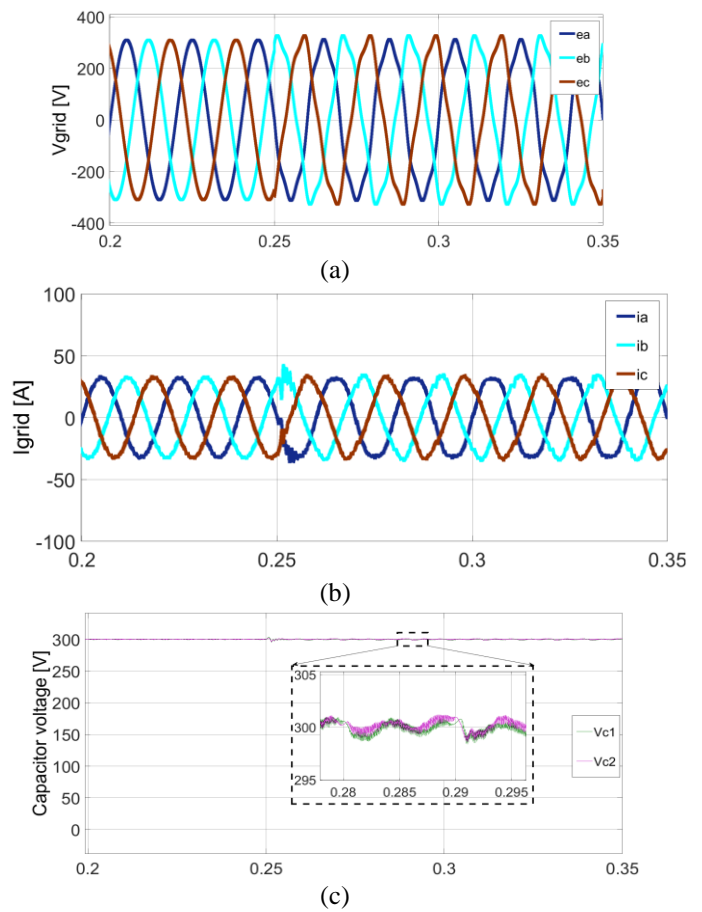 400
200
0
-200
-400
Vgrid [V]
ea
eb
ec
0.2 0.25 0.3 0.35
(a)
100
50
0
-50
-100
Igrid [A]
ia
ib
ic
0.2 0.25 0.3 0.35
(b)
300
250
200
150
100
50
0
Capacitor voltage [V]
305
300
295
0.28 0.285 0.29 0.295
Vc1
Vc2
0.2 0.25 0.3 0.35
(c)